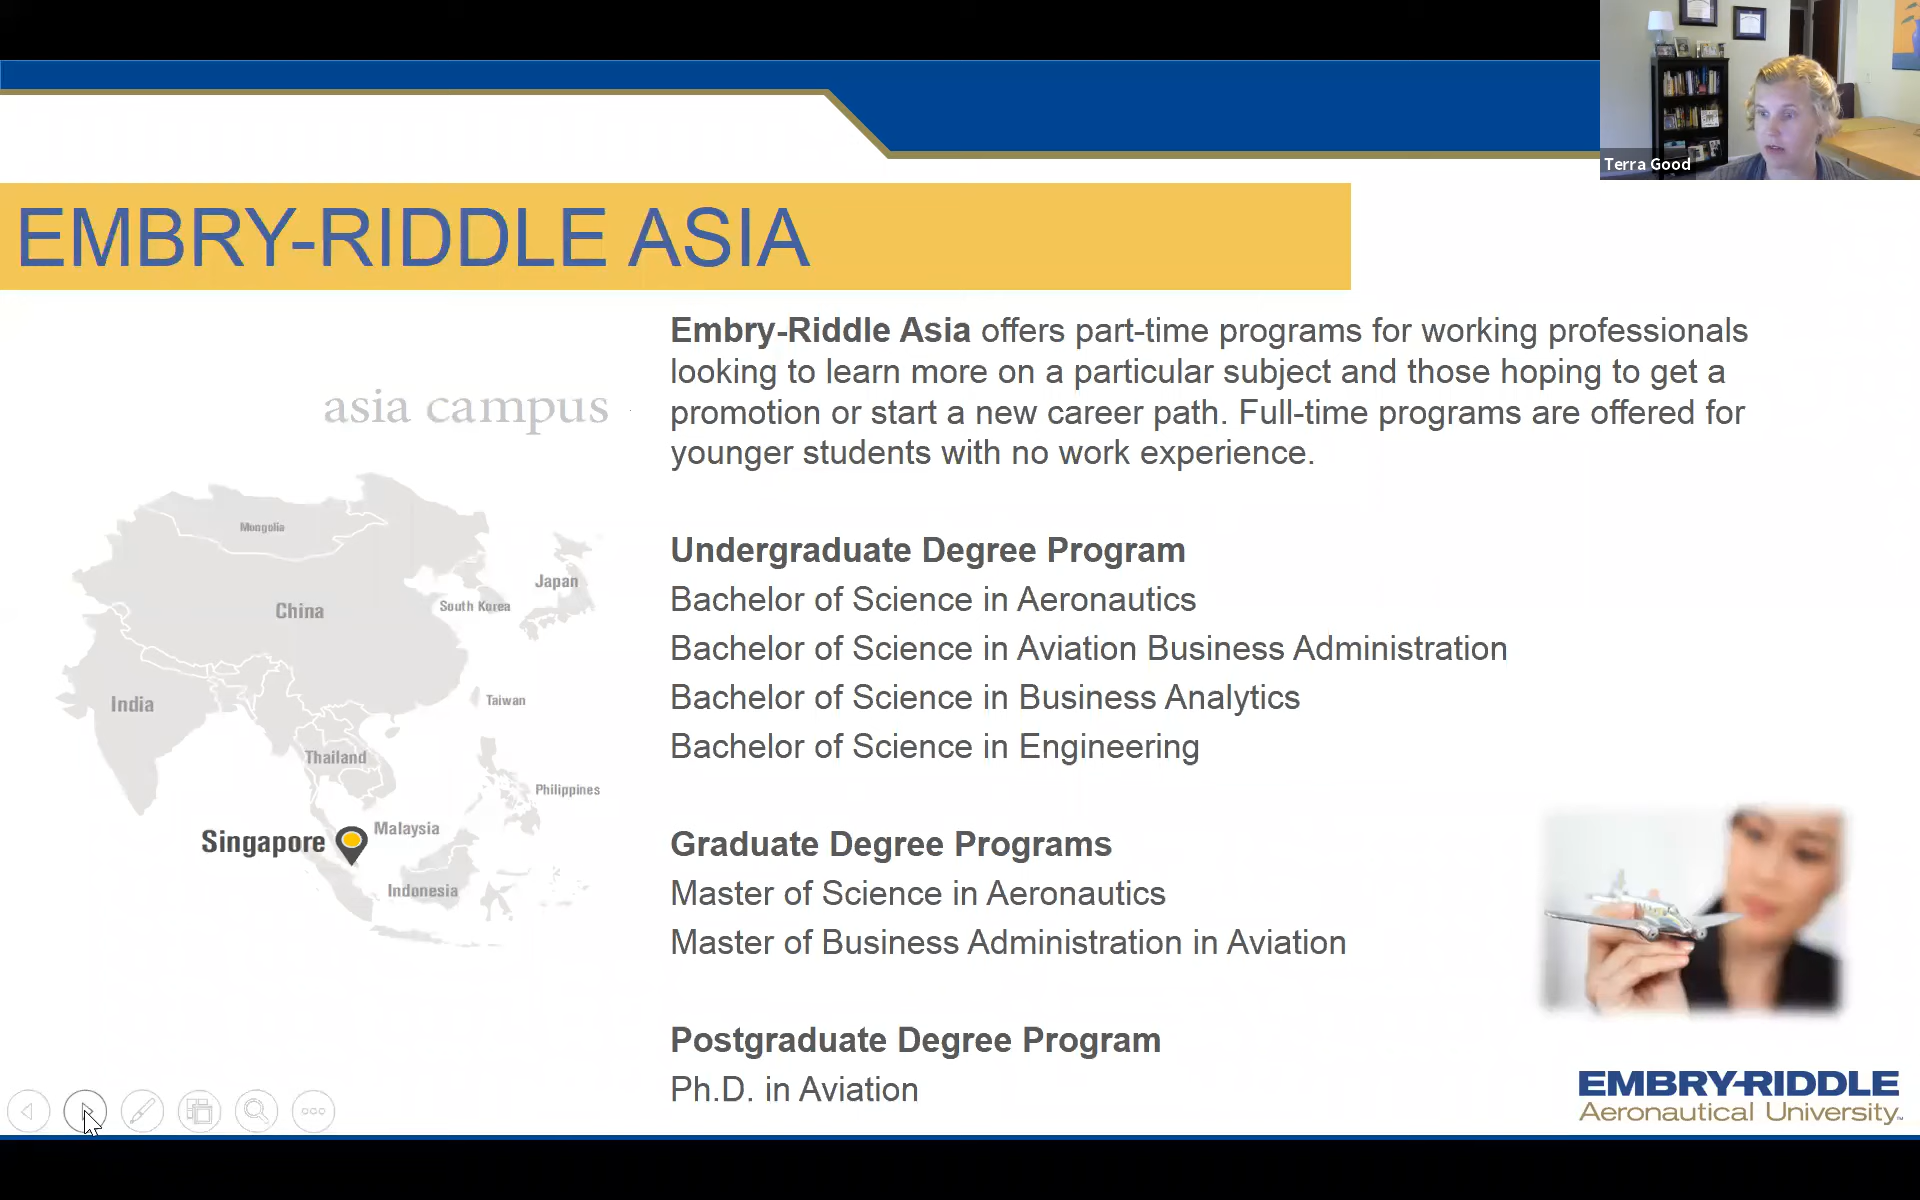 Terra Good
EMBRY-RIDDLE ASIA
Embry-Riddle Asia offers part-time programs for working professionals
looking to learn more on a particular subject and those hoping to get a
promotion or start a new career path. Full-time programs are offered for
younger students with no work experience.
asia campus
Mongolia
Japan
South Korea
China
India
Taiwan
Thailand
Philippines
Malaysia
Singapore
Indonesia
Undergraduate Degree Program
Bachelor of Science in Aeronautics
Bachelor of Science in Aviation Business Administration
Bachelor of Science in Business Analytics
Bachelor of Science in Engineering
Graduate Degree Programs
Master of Science in Aeronautics
Master of Business Administration in Aviation
Postgraduate Degree Program
Ph.D. in Aviation
EMBRY-RIDDLE
Aeronautical University™